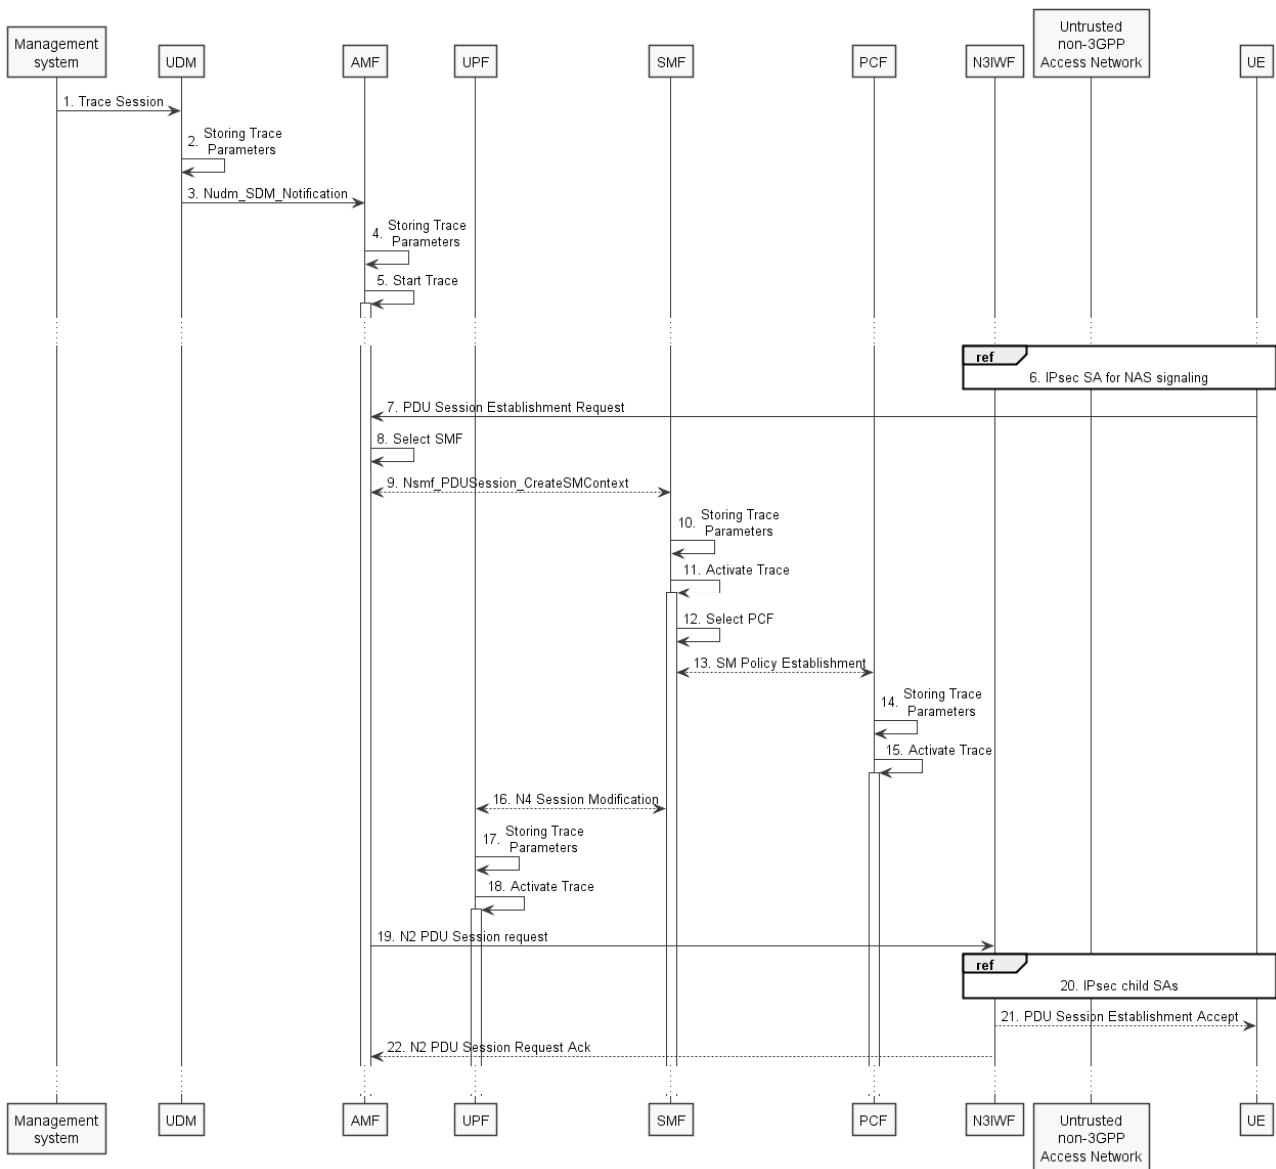 Untrusted
non-3GPP
Access Network
Management
system
UDM
AMF
UPF
SMF
PCF
N3IWF
UE
1. Trace Session
2. Storing Trace
Parameters
3. Nudm_SDM_Notification
4. Storing Trace
Parameters
5. Start Trace
ref
6. IPsec SA for NAS signaling
7. PDU Session Establishment Request
8. Select SMF
9. Nsmf_PDUSession_CreateSMContext
10. Storing Trace
Parameters
11. Activate Trace
12. Select PCF
13. SM Policy Establishment
14. Storing Trace
Parameters
15. Activate Trace
16. N4 Session Modification
17. Storing Trace
Parameters
18. Activate Trace
19. N2 PDU Session request
ref
20. IPsec child SAs
21. PDU Session Establishment Accept
22. N2 PDU Session Request Ack
Management
system
UDM
AMF
UPF
SMF
PCF
N3IWF
Untrusted
non-3GPP
Access Network
UE